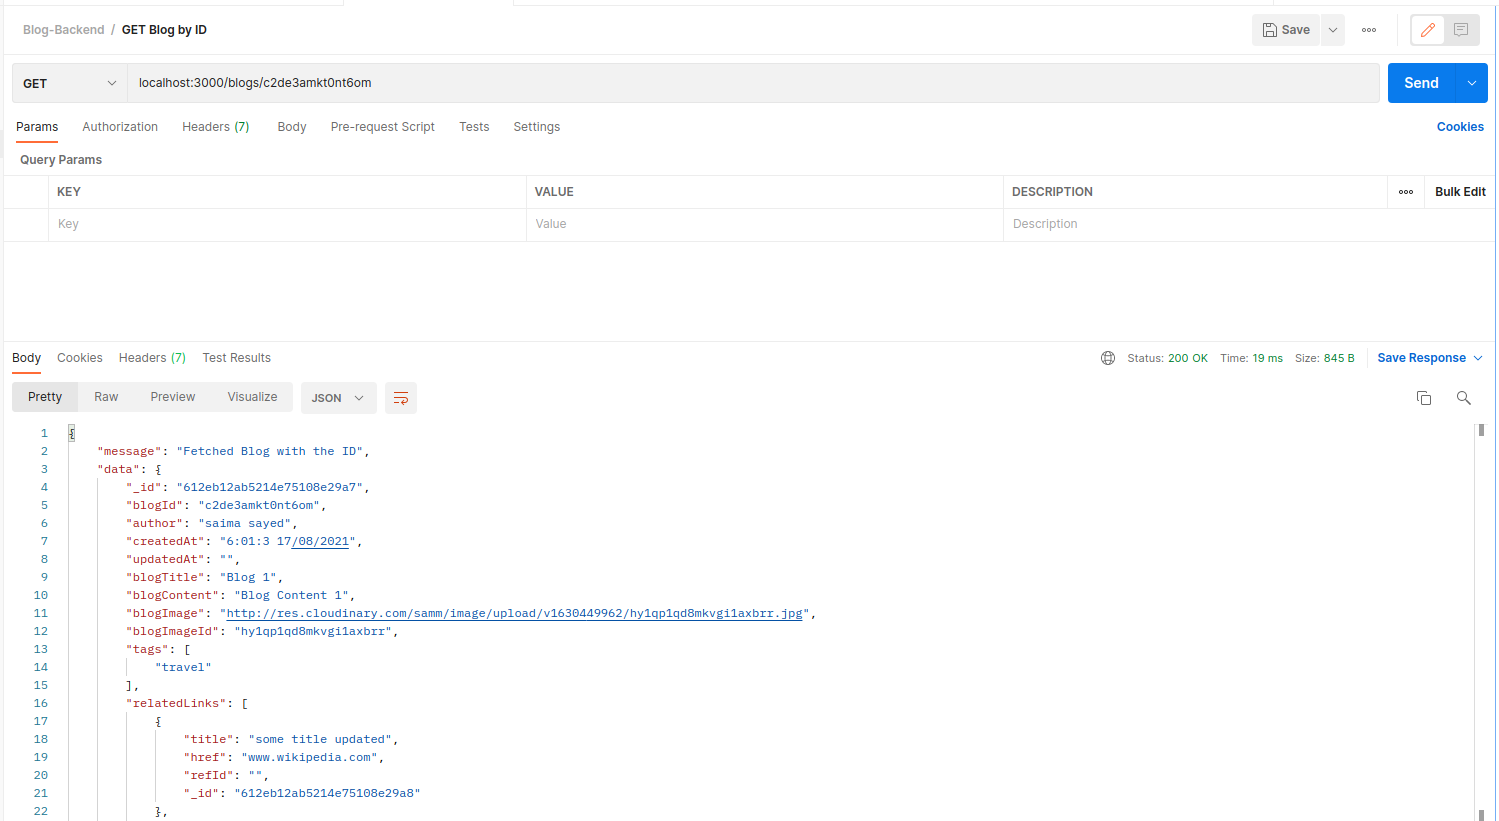 Blog-Backend / GET Blog by ID
Save
GET localhost:3000/blogs/c2de3amkt0nt6om Send
Params Authorization Headers (7) Body Pre-request Script Tests Settings Cookies
Query Params
KEY VALUE DESCRIPTION Bulk Edit
Key Value Description
Body Cookies Headers (7) Test Results Status: 200 OK Time: 19 ms Size: 845 B Save Response
Pretty Raw Preview Visualize JSON
1 {
2 "message": "Fetched Blog with the ID",
3 "data": {
4 "_id": "612eb12ab5214e75108e29a7",
5 "blogId": "c2de3amkt0nt6om",
6 "author": "saima sayed",
7 "createdAt": "6:01:3 17/08/2021",
8 "updatedAt": "",
9 "blogTitle": "Blog 1",
10 "blogContent": "Blog Content 1",
11 "blogImage": "http://res.cloudinary.com/samm/image/upload/v1630449962/hy1qp1qd8mkvgi1axbrr.jpg",
12 "blogImageId": "hy1qp1qd8mkvgi1axbrr",
13 "tags": [
14 "travel"
15 ],
16 "relatedLinks": [
17 {
18 "title": "some title updated",
19 "href": "www.wikipedia.com",
20 "refId": "",
21 "_id": "612eb12ab5214e75108e29a8"
22 },